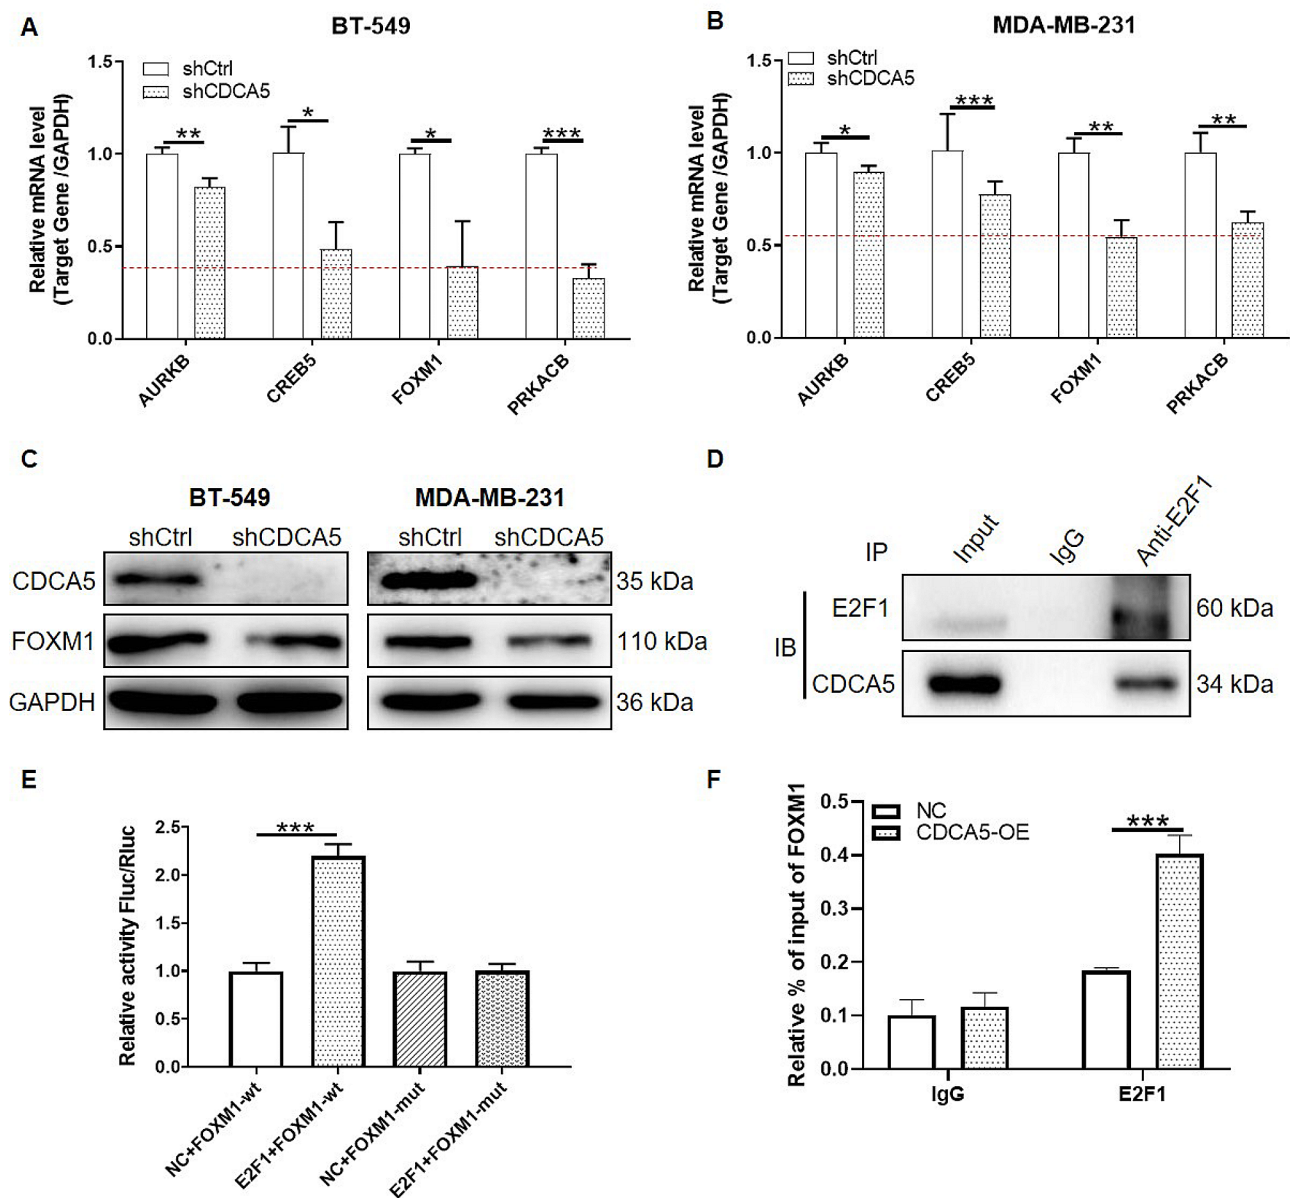 A
BT-549
1.5
1.0
0.5
0.0
Relative mRNA level
(Target Gene /GAPDH)
shCtrl
shCDCA5
**
*
*
***
AURKB
CREB5
FOXM1
PRKACB
B
MDA-MB-231
1.5
1.0
0.5
0.0
Relative mRNA level
(Target Gene /GAPDH)
shCtrl
shCDCA5
*
***
**
**
AURKB
CREB5
FOXM1
PRKACB
C
BT-549
MDA-MB-231
shCtrl
shCDCA5
shCtrl
shCDCA5
CDCA5
35 kDa
FOXM1
110 kDa
GAPDH
36 kDa
D
IP
Input
IgG
Anti-E2F1
IB
E2F1
60 kDa
CDCA5
34 kDa
E
Relative activity Fluc/Rluc
2.5
2.0
1.5
1.0
0.5
0.0
***
NC+FOXM1-wt
E2F1+FOXM1-wt
NC+FOXM1-mut
E2F1+FOXM1-mut
F
Relative % of input of FOXM1
0.5
0.4
0.3
0.2
0.1
0.0
NC
CDCA5-OE
***
IgG
E2F1